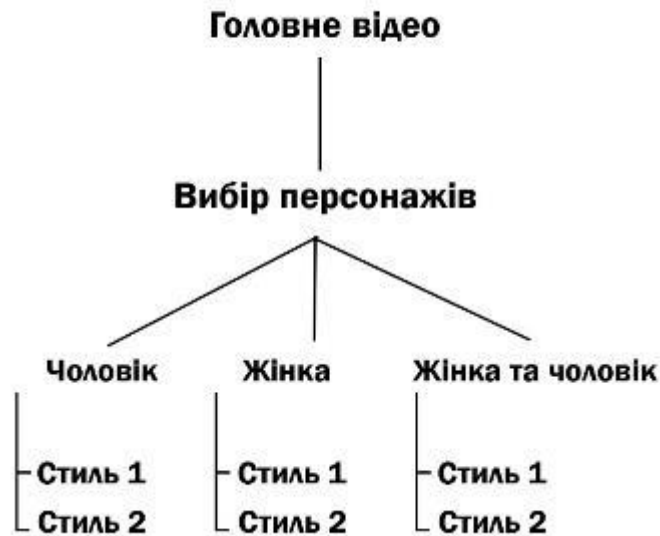 Головне відео
Вибір персонажів
Чоловік Жінка Жінка та чоловік
Стиль 1 Стиль 1 Стиль 1
Стиль 2 Стиль 2 Стиль 2